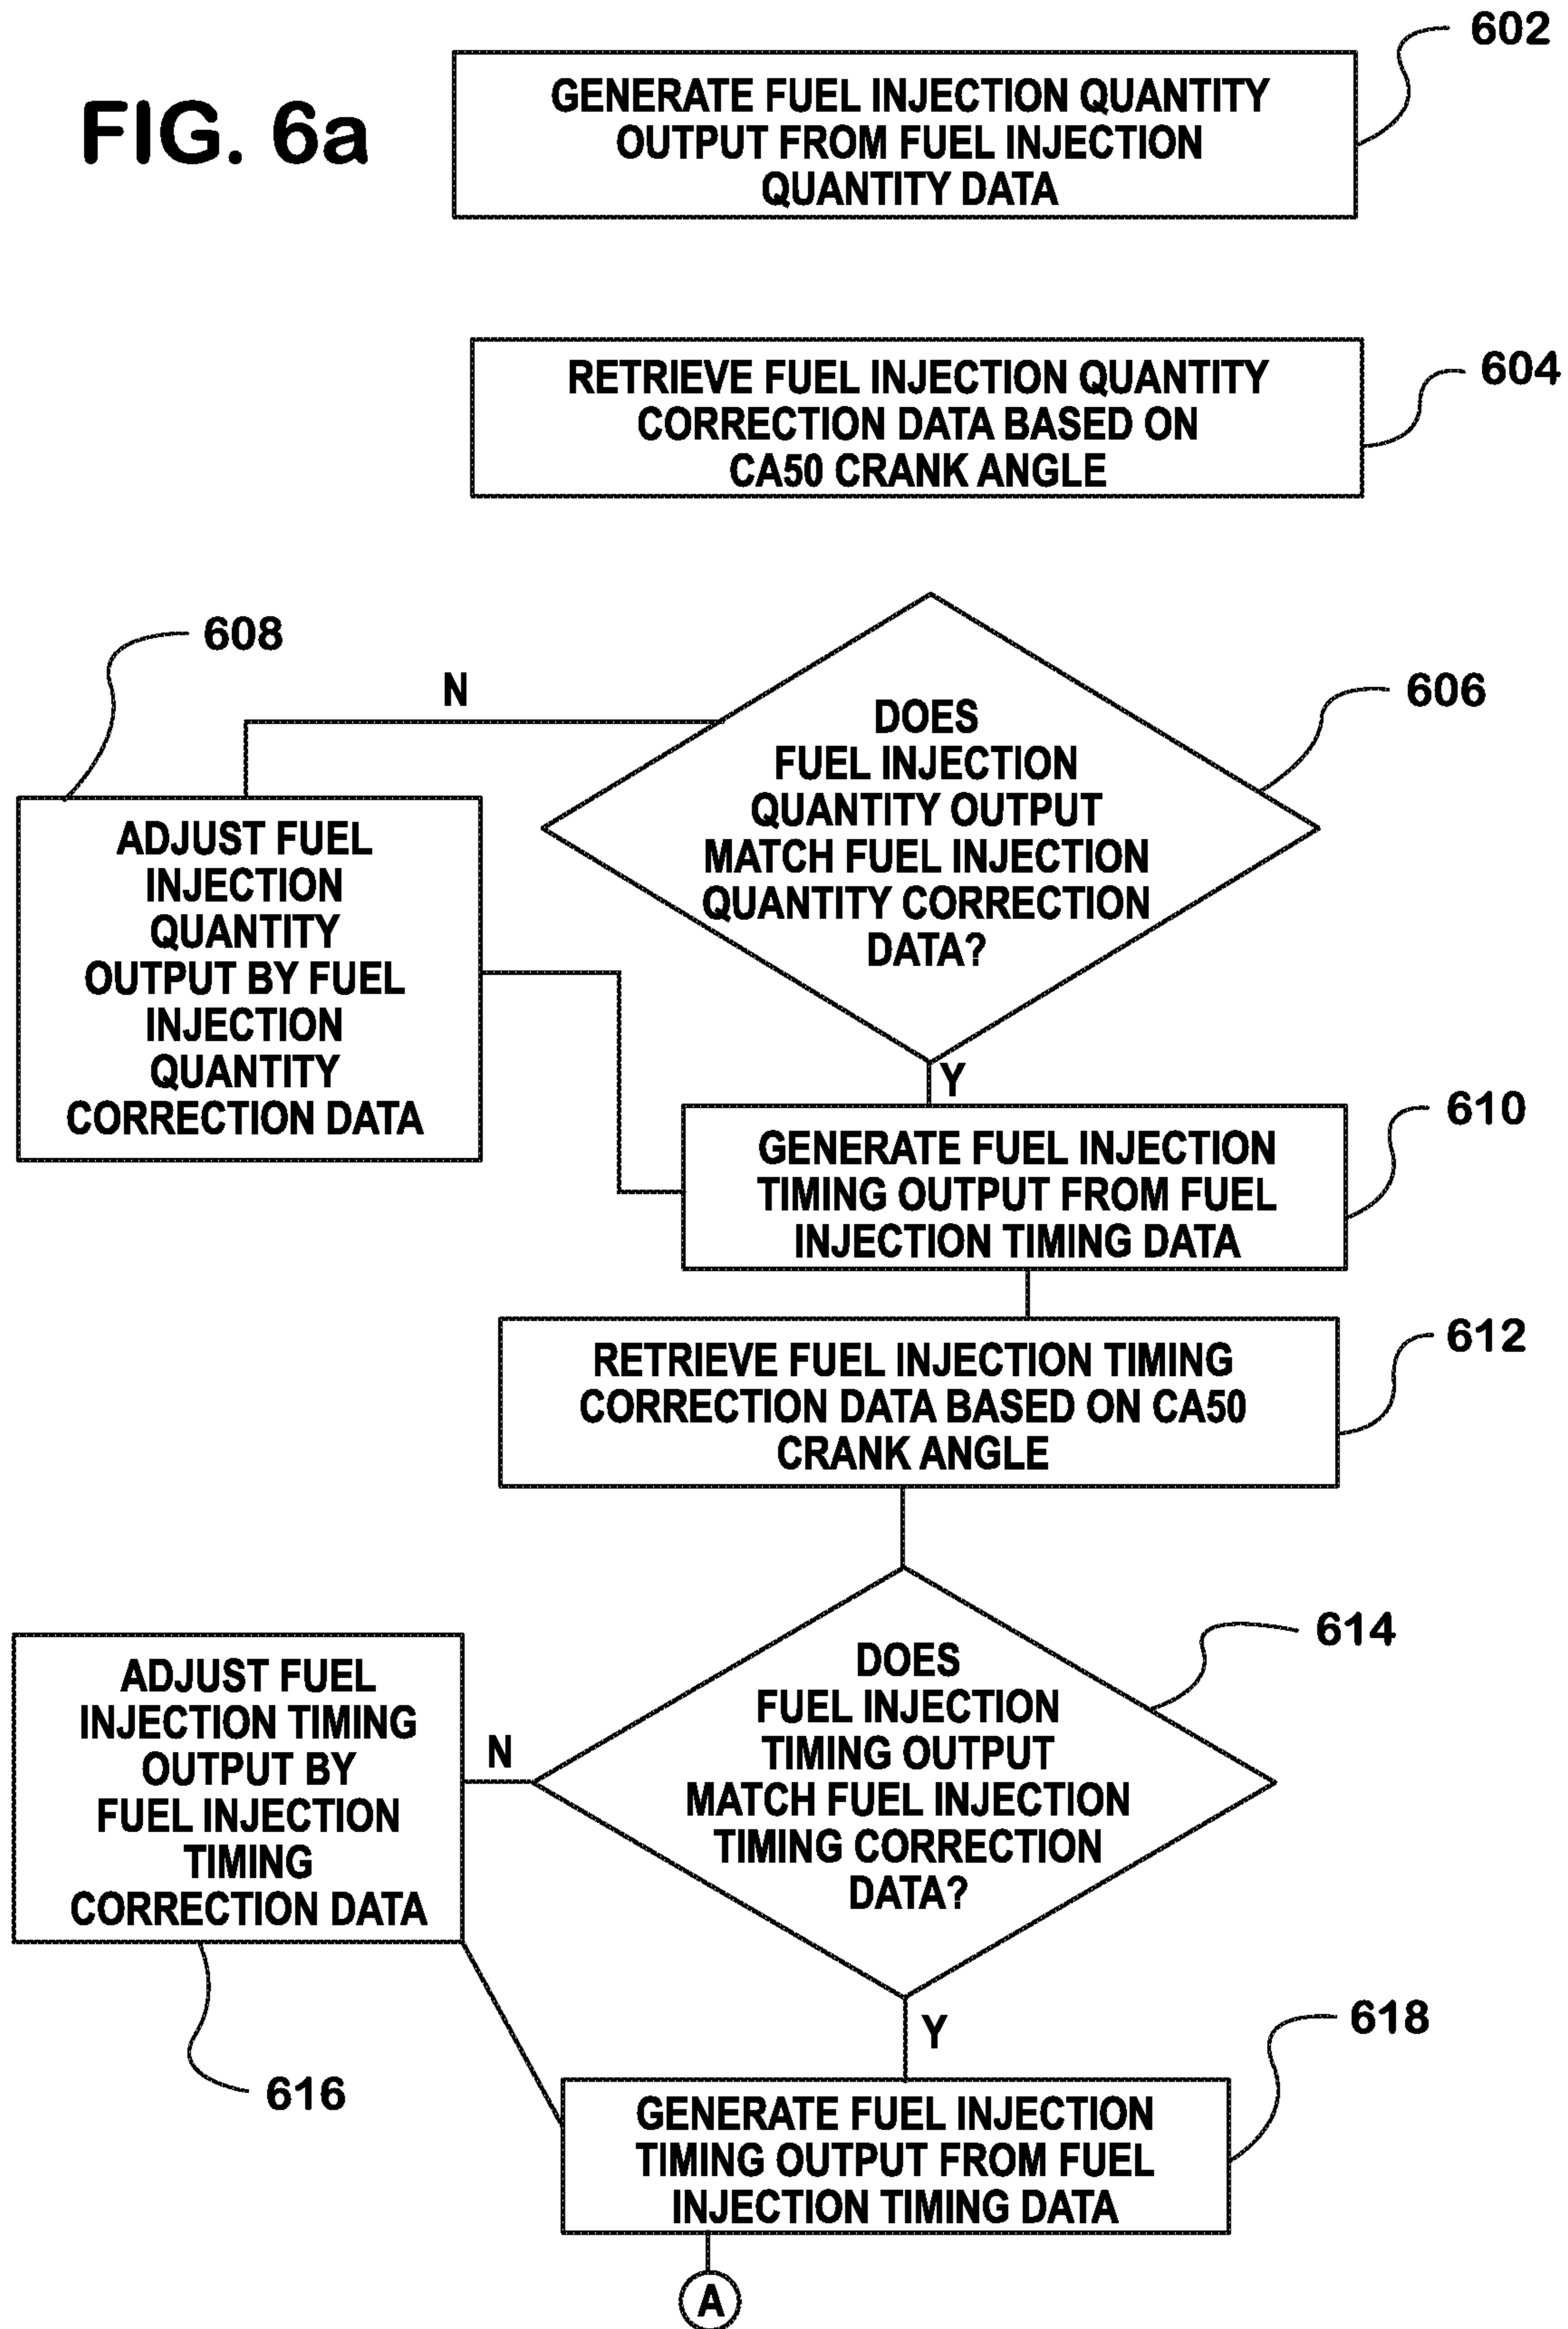 602
FIG. 6a
GENERATE FUEL INJECTION QUANTITY
OUTPUT FROM FUEL INJECTION
QUANTITY DATA
604
RETRIEVE FUEL INJECTION QUANTITY
CORRECTION DATA BASED ON
CA50 CRANK ANGLE
608
N
606
DOES
FUEL INJECTION
QUANTITY OUTPUT
MATCH FUEL INJECTION
QUANTITY CORRECTION
DATA?
ADJUST FUEL
INJECTION
QUANTITY
OUTPUT BY FUEL
INJECTION
QUANTITY
CORRECTION DATA
Y
610
GENERATE FUEL INJECTION
TIMING OUTPUT FROM FUEL
INJECTION TIMING DATA
612
RETRIEVE FUEL INJECTION TIMING
CORRECTION DATA BASED ON CA50
CRANK ANGLE
614
DOES
FUEL INJECTION
TIMING OUTPUT
MATCH FUEL INJECTION
TIMING CORRECTION
DATA?
N
ADJUST FUEL
INJECTION TIMING
OUTPUT BY
FUEL INJECTION
TIMING
CORRECTION DATA
616
Y
618
GENERATE FUEL INJECTION
TIMING OUTPUT FROM FUEL
INJECTION TIMING DATA
A